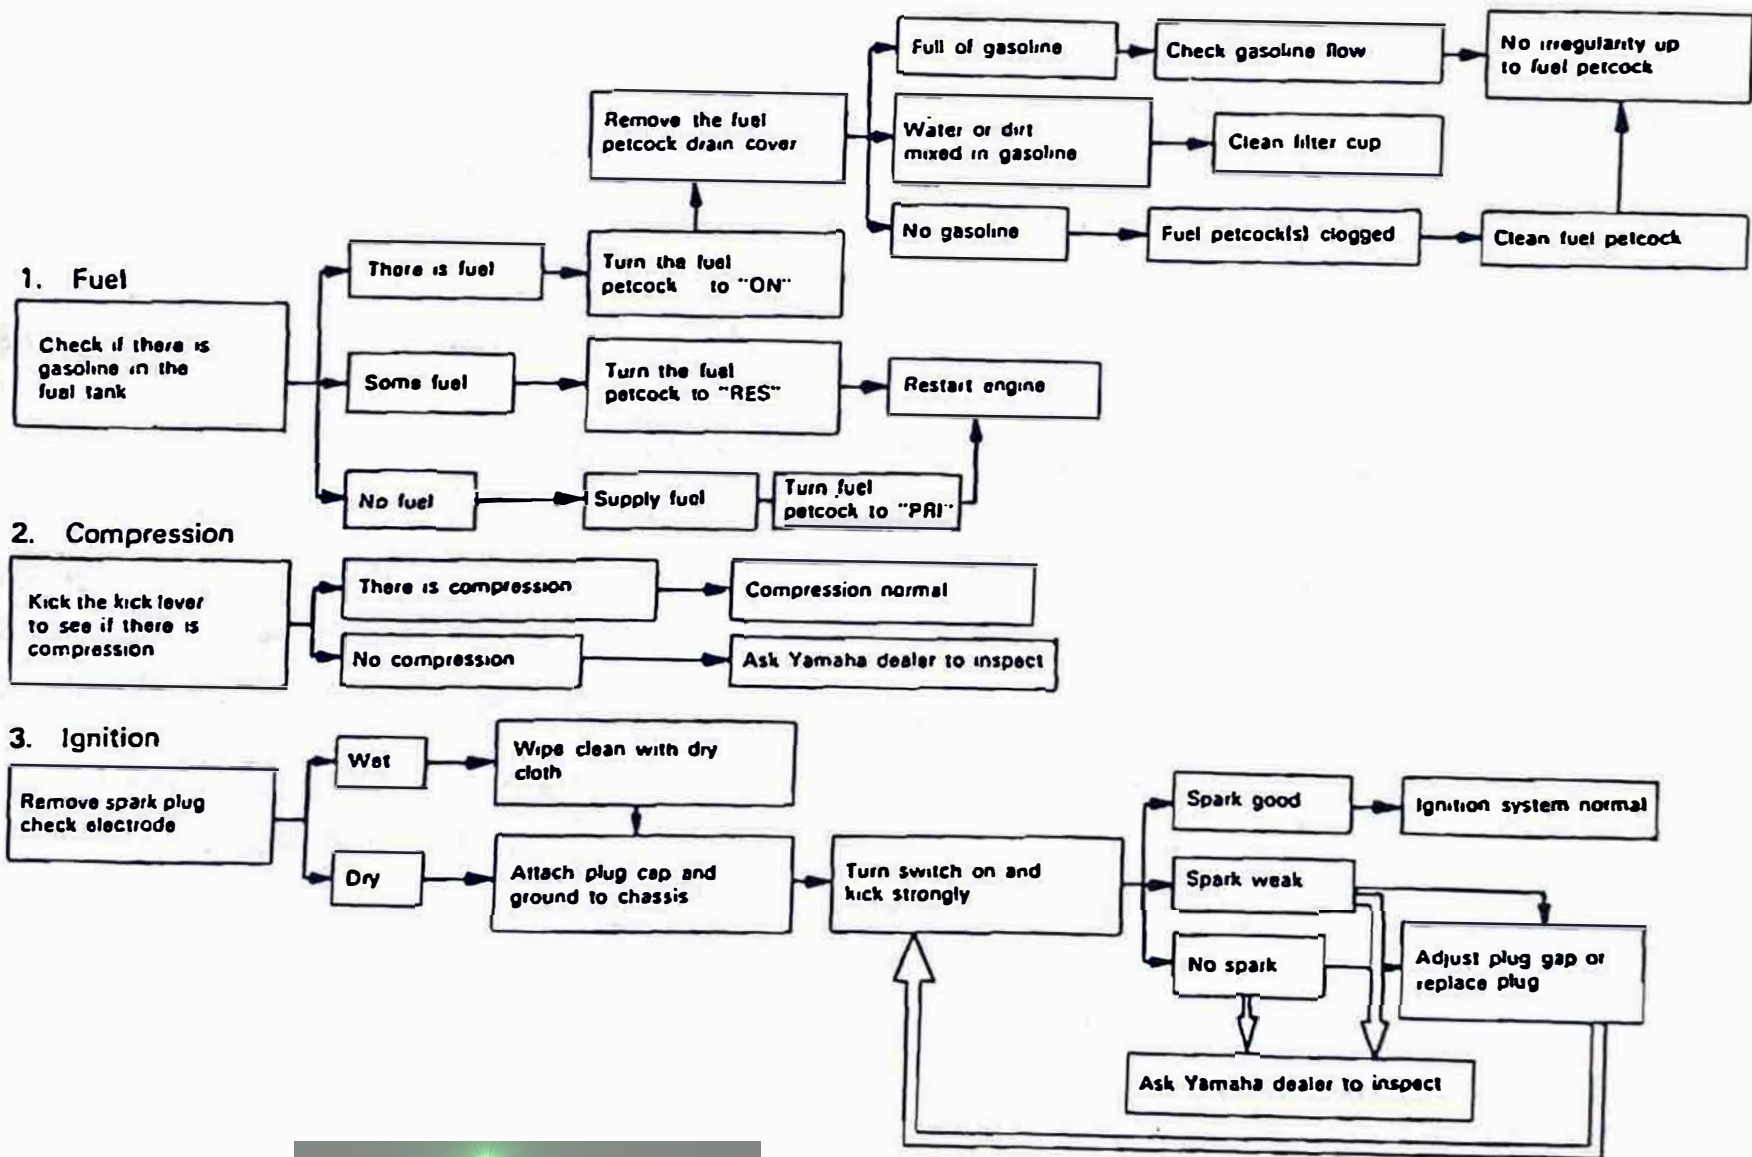 1. Fuel
Check if there is
gasoline in the
fuel tank
There is fuel
Turn the fuel
petcock to "ON"
Remove the fuel
petcock drain cover
Full of gasoline
Check gasoline flow
No irregularity up
to fuel petcock
Water or dirt
mixed in gasoline
Clean filter cup
No gasoline
Fuel petcock(s) clogged
Clean fuel petcock
Some fuel
Turn the fuel
petcock to "RES"
Restart engine
No fuel
Supply fuel
Turn fuel
petcock to "PRI"
2. Compression
Kick the kick lever
to see if there is
compression
There is compression
Compression normal
No compression
Ask Yamaha dealer to inspect
3. Ignition
Remove spark plug
check electrode
Wet
Wipe clean with dry
cloth
Dry
Attach plug cap and
ground to chassis
Turn switch on and
kick strongly
Spark good
Ignition system normal
Spark weak
No spark
Adjust plug gap or
replace plug
Ask Yamaha dealer to inspect